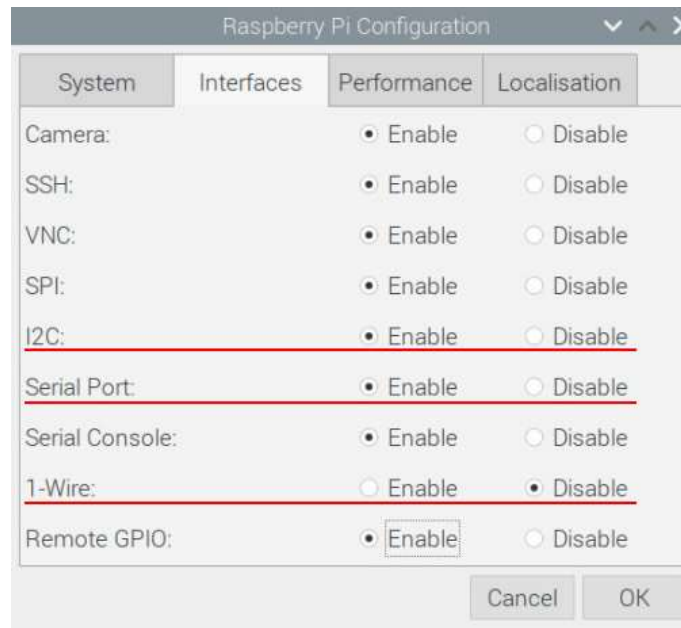 Raspberry Pi Configuration
System Interfaces Performance Localisation
Camera: Enable Disable
SSH: Enable Disable
VNC: Enable Disable
SPI: Enable Disable
I2C: Enable Disable
Serial Port: Enable Disable
Serial Console: Enable Disable
1-Wire: Enable Disable
Remote GPIO: Enable Disable
Cancel OK